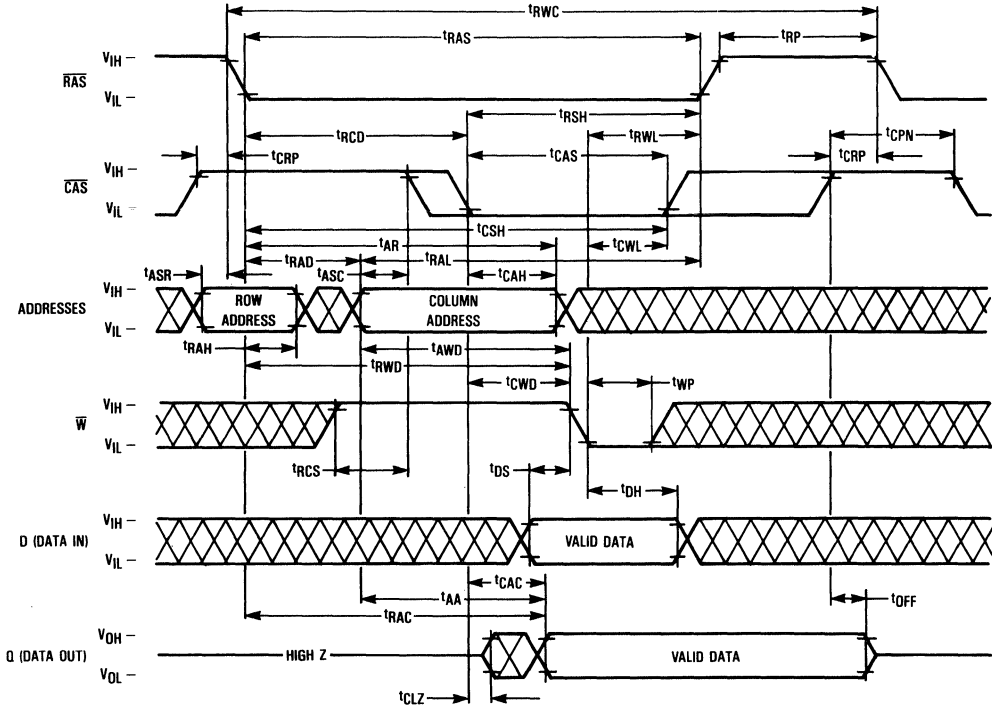 tRWC
tRAS
tRP
VIH
RAS
VIL
tRSH
tRCD
tRWL
tCPN
tCRP
tCAS
tCRP
VIH
CAS
VIL
tCSH
tAR
tCWL
tRAD
tASC
tRAL
tASR
tCAH
ADDRESSES
VIH
VIL
ROW ADDRESS
COLUMN ADDRESS
tRAH
tAWD
tRWD
tCWD
tWP
W
VIH
VIL
tRCS
tDS
tDH
D (DATA IN)
VIH
VIL
VALID DATA
tCAC
tAA
tOFF
tRAC
VOH
Q (DATA OUT)
HIGH Z
VALID DATA
VOL
tCLZ